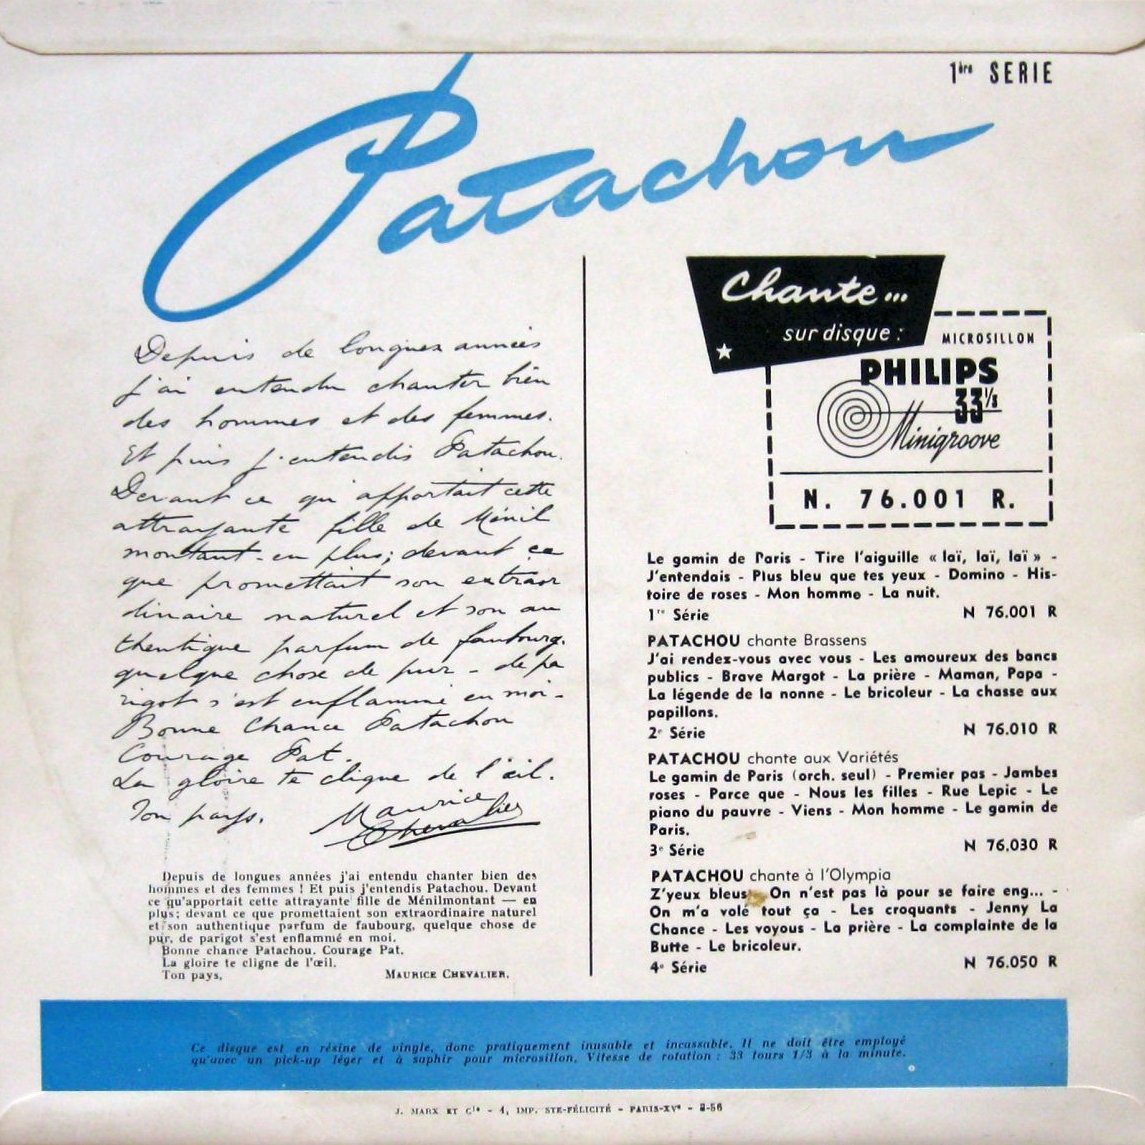 1ère SERIE
Patachou
Depuis de longues années
j'ai entendu chanter bien
des hommes et des femmes.
Et puis j'entendis Patachou.
Devant ce qu'apportait cette
attrayante fille de Ménil
montant - en plus; devant ce
que promettait son extraor
dinaire naturel et son au
thentique parfum de faubourg,
quelque chose de pur - de pa
rigot s'est enflammé en moi -
Bonne Chance Patachou
Courage Pat.
La gloire te cligne de l'œil.
Ton pays,
Maurice
Chevalier
Depuis de longues années j'ai entendu chanter bien des
hommes et des femmes ! Et puis j'entendis Patachou. Devant
ce qu'apportait cette attrayante fille de Ménilmontant — en
plus; devant ce que promettaient son extraordinaire naturel
et son authentique parfum de faubourg, quelque chose de
pur, de parigot s'est enflammé en moi.
Bonne chance Patachou. Courage Pat.
La gloire te cligne de l'œil.
Ton pays, MAURICE CHEVALIER.
Chante...
sur disque :
MICROSILLON
PHILIPS
33 1/3
Minigroove
N. 76.001 R.
Le gamin de Paris - Tire l'aiguille « laï, laï, laï » -
J'entendais - Plus bleu que tes yeux - Domino - His-
toire de roses - Mon homme - La nuit.
1re Série N 76.001 R
PATACHOU chante Brassens
J'ai rendez-vous avec vous - Les amoureux des bancs
publics - Brave Margot - La prière - Maman, Papa -
La légende de la nonne - Le bricoleur - La chasse aux
papillons.
2e Série N 76.010 R
PATACHOU chante aux Variétés
Le gamin de Paris (orch. seul) - Premier pas - Jambes
roses - Parce que - Nous les filles - Rue Lepic - Le
piano du pauvre - Viens - Mon homme - Le gamin de
Paris.
3e Série N 76.030 R
PATACHOU chante à l'Olympia
Z'yeux bleus - On n'est pas là pour se faire eng... -
On m'a volé tout ça - Les croquants - Jenny La
Chance - Les voyous - La prière - La complainte de la
Butte - Le bricoleur.
4e Série N 76.050 R
Ce disque est en résine de vinyle, donc pratiquement inusable et incassable. Il ne doit être employé
qu'avec un pick-up léger et à saphir pour microsillon. Vitesse de rotation : 33 tours 1/3 à la minute.
J. MARX ET Cie - 4, IMP. STE-FÉLICITÉ - PARIS-XVe - 2-56